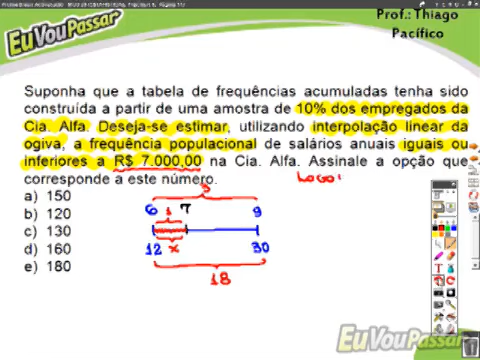 Prof.: Thiago
Pacífico
EuVouPassar
Suponha que a tabela de frequências acumuladas tenha sido
construída a partir de uma amostra de 10% dos empregados da
Cia. Alfa. Deseja-se estimar, utilizando interpolação linear da
ogiva, a frequência populacional de salários anuais iguais ou
inferiores a R$ 7.000,00 na Cia. Alfa. Assinale a opção que
corresponde a este número.
LOGO:
a) 150
b) 120
c) 130
d) 160
e) 180
3
6 1 7 9
12 x 30
18
EuVouPassar